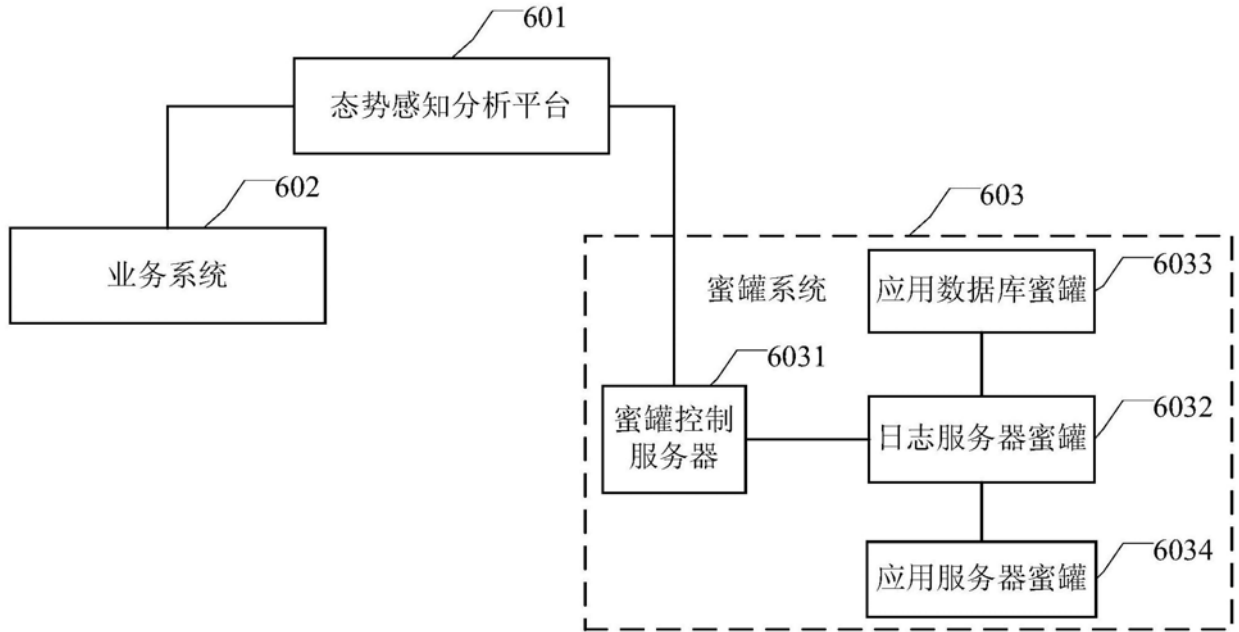 601
态势感知分析平台
602
业务系统
603
蜜罐系统
6033
应用数据库蜜罐
6031
蜜罐控制
服务器
6032
日志服务器蜜罐
6034
应用服务器蜜罐